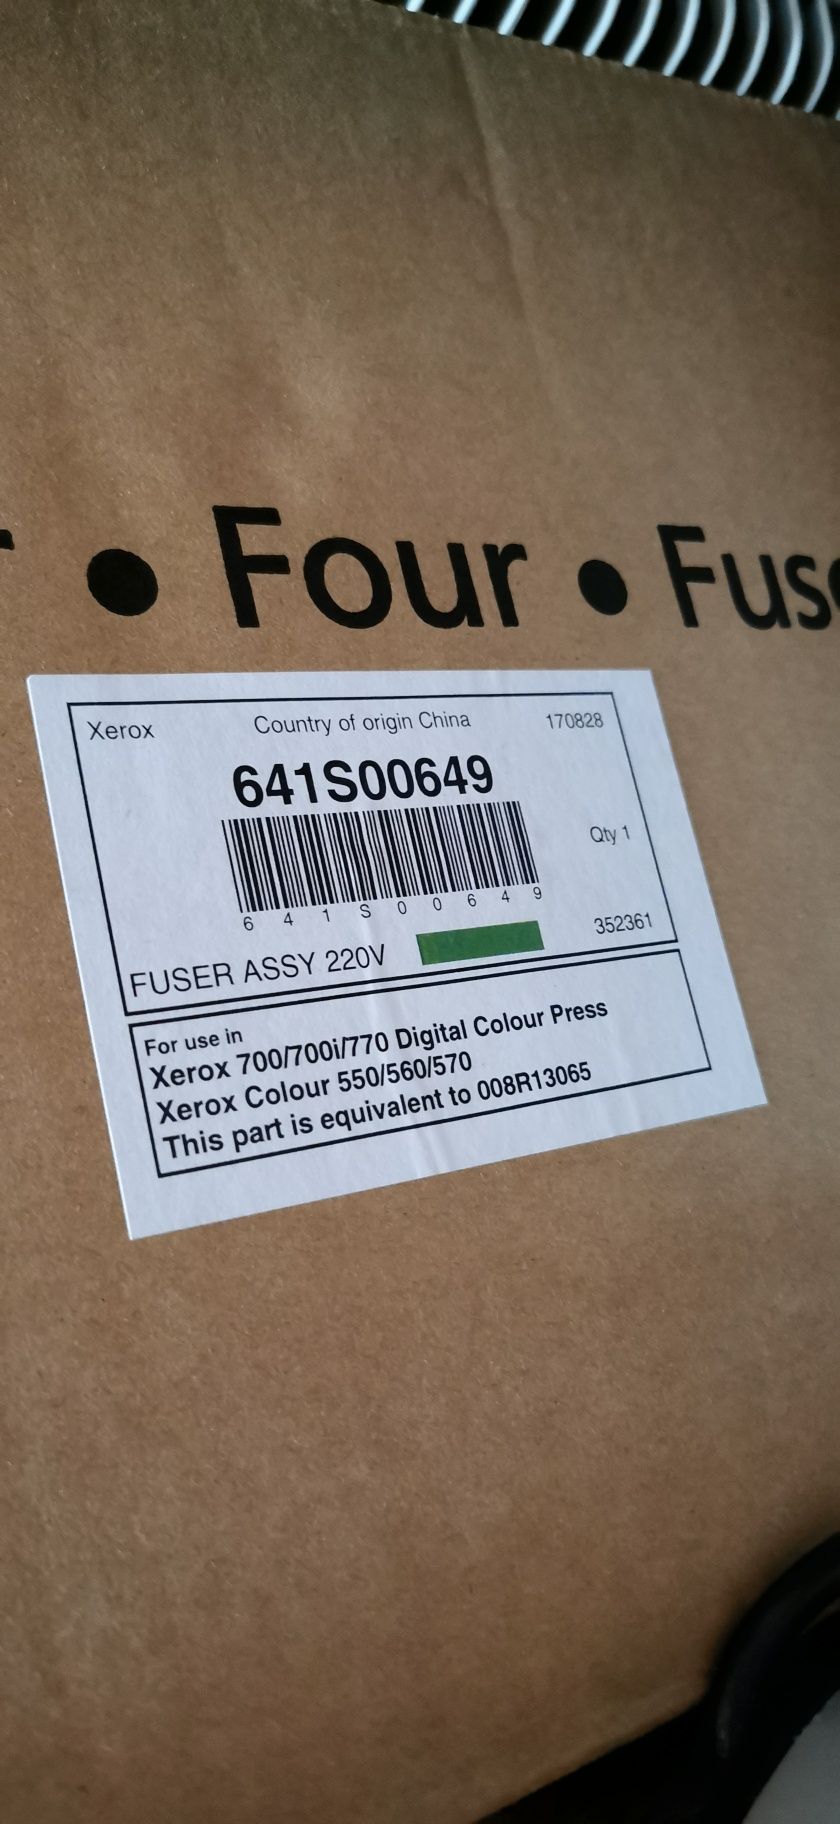 • Four •
Xerox
Country of origin China
170828
641S00649
Qty 1
6 4 1 S 0 0 6 4 9
352361
FUSER ASSY 220V
For use in
Xerox 700/700i/770 Digital Colour Press
Xerox Colour 550/560/570
This part is equivalent to 008R13065